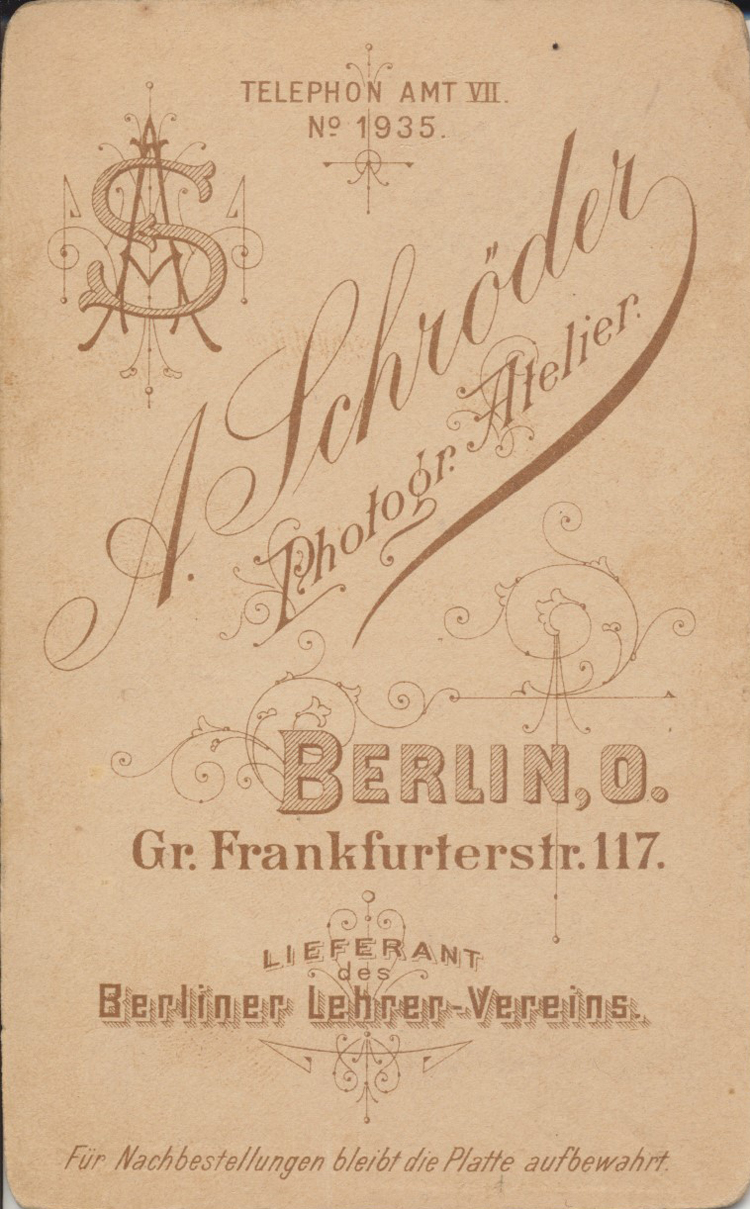 TELEPHON AMT VII.
Nº 1935.
AS
A. Schröder
Photogr. Atelier.
BERLIN, O.
Gr. Frankfurterstr. 117.
LIEFERANT
des
Berliner Lehrer-Vereins.
Für Nachbestellungen bleibt die Platte aufbewahrt.